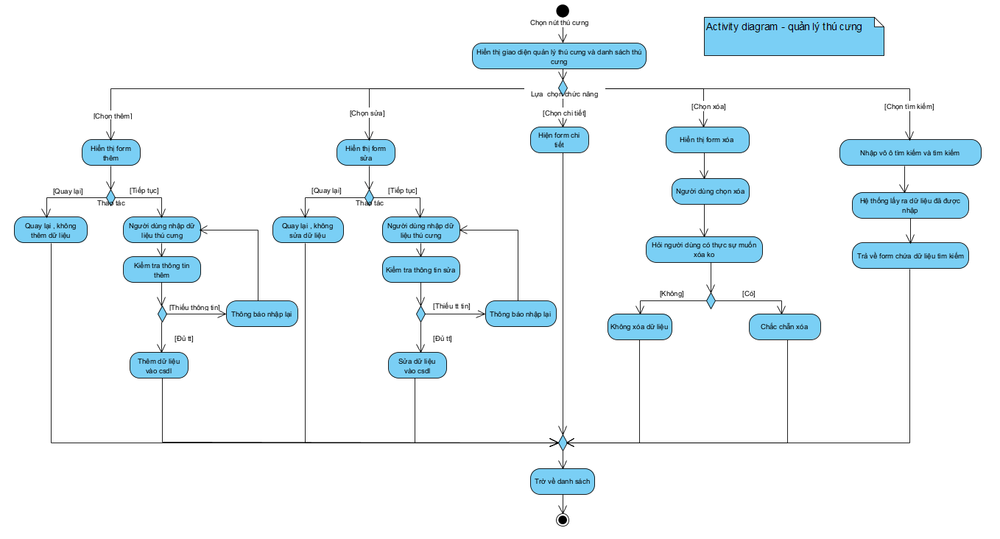 Chọn nút thú cưng
Activity diagram - quản lý thú cưng
Hiển thị giao diện quản lý thú cưng và danh sách thú
cưng
Lựa chọn chức năng
[Chọn thêm]
[Chọn sửa]
[Chọn chi tiết]
[Chọn xóa]
[Chọn tìm kiếm]
Hiển thị form
thêm
Hiển thị form
sửa
Hiện form chi
tiết
Hiển thị form xóa
Nhập vô ô tìm kiếm và tìm kiếm
[Quay lại]
[Tiếp tục]
Thao tác
[Quay lại]
[Tiếp tục]
Thao tác
Người dùng chọn xóa
Hệ thống lấy ra dữ liệu đã được
nhập
Quay lại , không
thêm dữ liệu
Người dùng nhập dữ
liệu thú cưng
Quay lại , không
sửa dữ liệu
Người dùng nhập dữ
liệu thú cưng
Hỏi người dùng có thực sự muốn
xóa ko
Trả về form chứa dữ liệu tìm kiếm
Kiểm tra thông tin
thêm
Kiểm tra thông tin sửa
[Không]
[Có]
[Thiếu thông tin]
Thông báo nhập lại
[Thiếu tt tin]
Thông báo nhập lại
Không xóa dữ liệu
Chắc chắn xóa
[Đủ tt]
[Đủ tt]
Thêm dữ liệu
vào csdl
Sửa dữ liệu
vào csdl
Trờ về danh sách